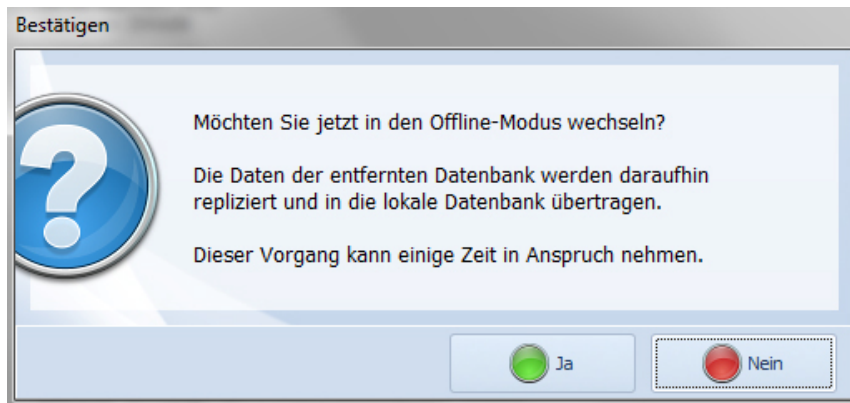 Bestätigen
Möchten Sie jetzt in den Offline-Modus wechseln?
Die Daten der entfernten Datenbank werden daraufhin
repliziert und in die lokale Datenbank übertragen.
Dieser Vorgang kann einige Zeit in Anspruch nehmen.
Ja
Nein